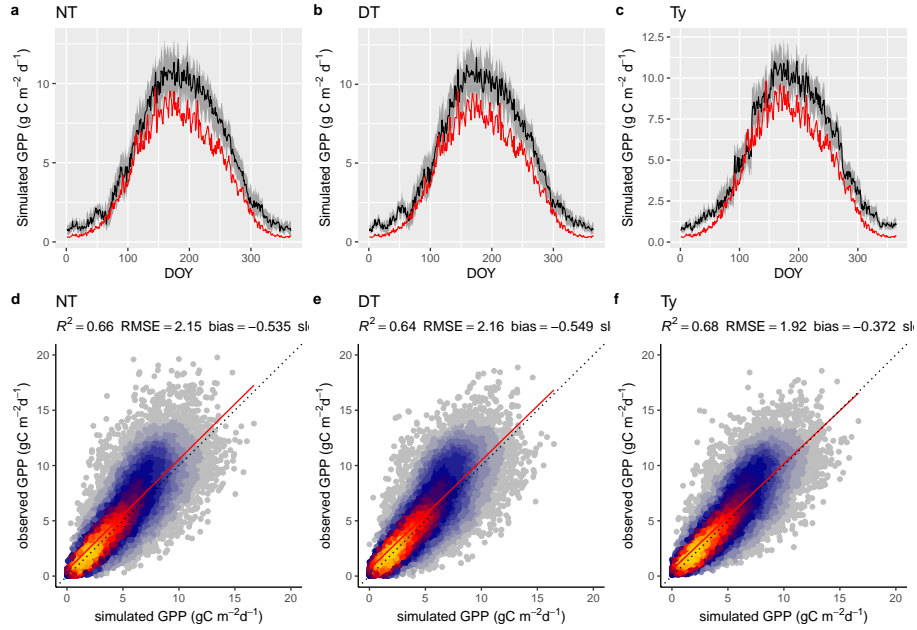 a NT
Simulated GPP (g C m⁻² d⁻¹)
10
5
0
0 100 200 300
DOY
b DT
Simulated GPP (g C m⁻² d⁻¹)
10
5
0
0 100 200 300
DOY
c Ty
Simulated GPP (g C m⁻² d⁻¹)
12.5
10.0
7.5
5.0
2.5
0.0
0 100 200 300
DOY
d NT
R² = 0.66 RMSE = 2.15 bias = −0.535 sl
observed GPP (gC m⁻²d⁻¹)
20
15
10
5
0
0 5 10 15 20
simulated GPP (gC m⁻²d⁻¹)
e DT
R² = 0.64 RMSE = 2.16 bias = −0.549 sl
observed GPP (gC m⁻²d⁻¹)
20
15
10
5
0
0 5 10 15 20
simulated GPP (gC m⁻²d⁻¹)
f Ty
R² = 0.68 RMSE = 1.92 bias = −0.372 sl
observed GPP (gC m⁻²d⁻¹)
20
15
10
5
0
0 5 10 15 20
simulated GPP (gC m⁻²d⁻¹)